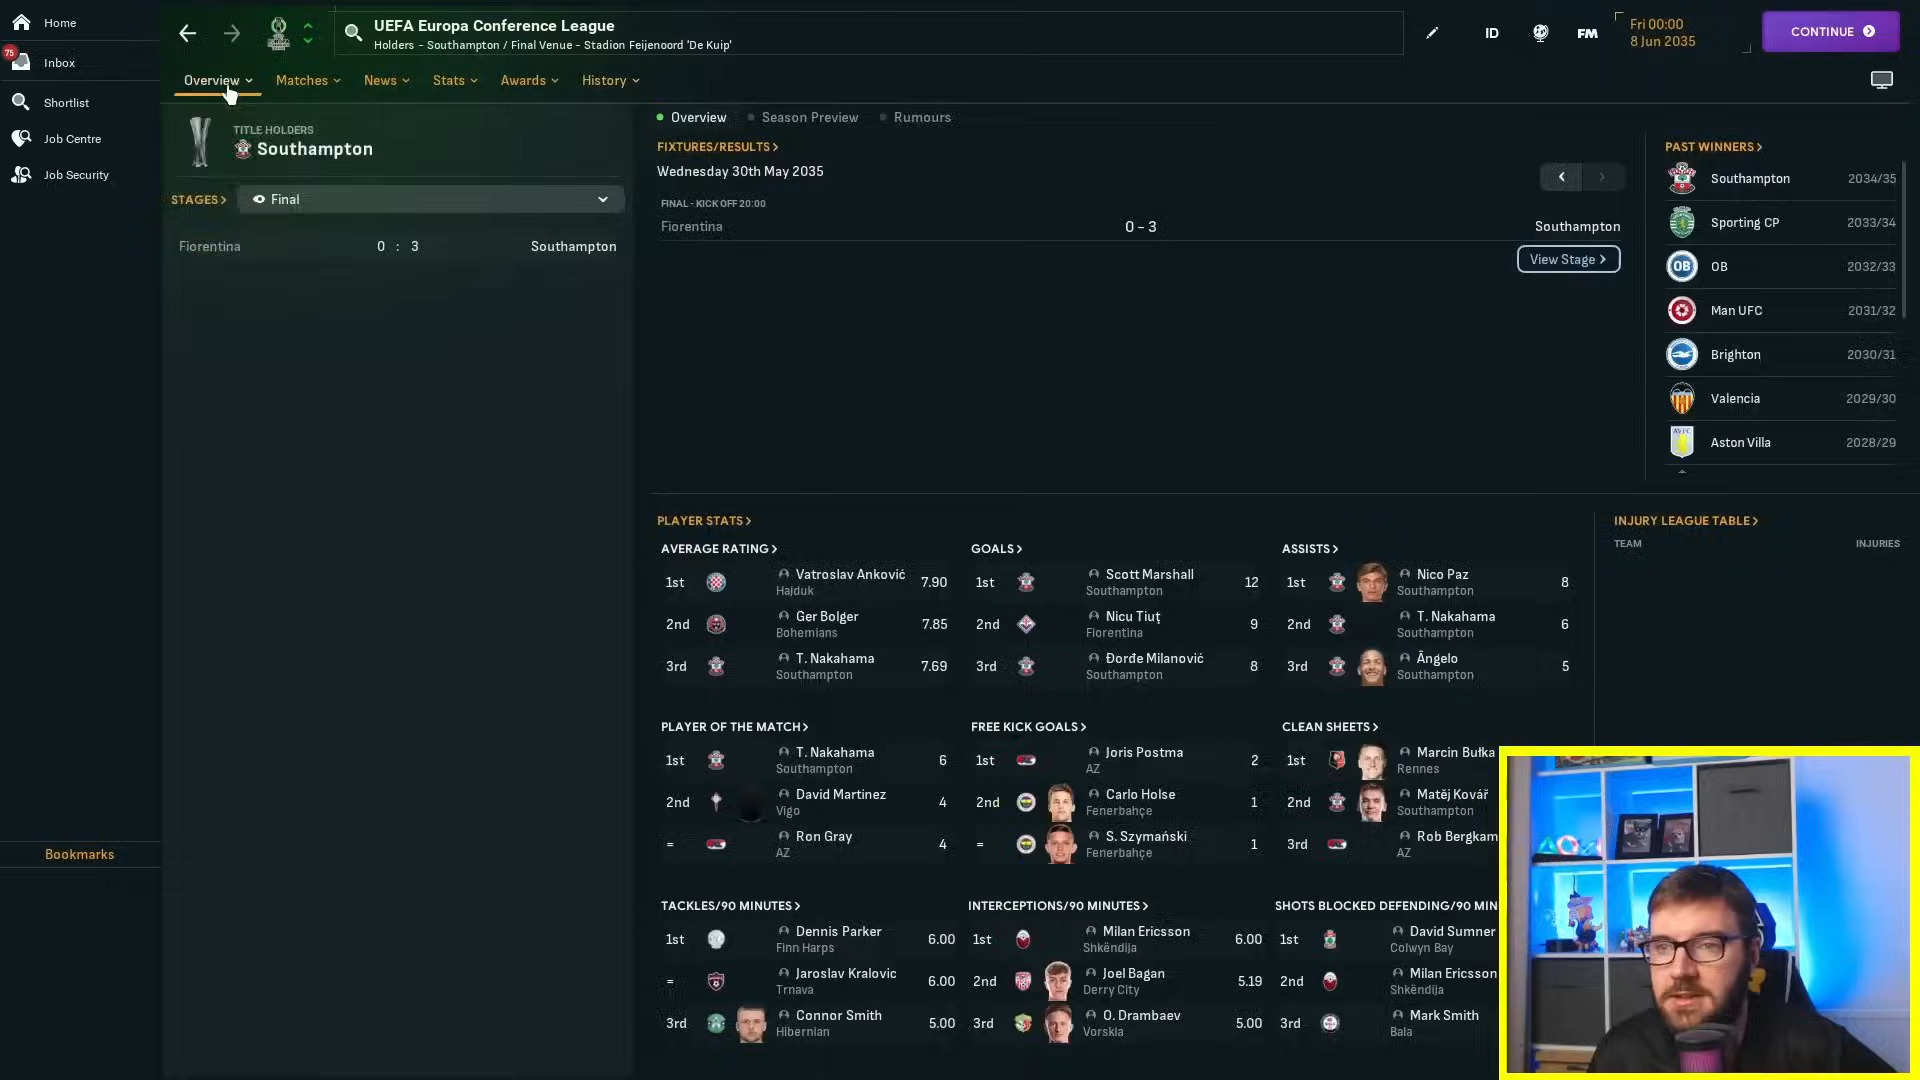 Home
75
Inbox
Shortlist
Job Centre
Job Security
Bookmarks
UEFA Europa Conference League
Holders - Southampton / Final Venue - Stadion Feijenoord 'De Kuip'
ID
FM
Fri 00:00
8 Jun 2035
CONTINUE
Overview
Matches
News
Stats
Awards
History
TITLE HOLDERS
Southampton
STAGES
Final
Fiorentina 0 : 3 Southampton
Overview
Season Preview
Rumours
FIXTURES/RESULTS
Wednesday 30th May 2035
FINAL - KICK OFF 20:00
Fiorentina 0 - 3 Southampton
View Stage
PAST WINNERS
Southampton 2034/35
Sporting CP 2033/34
OB OB 2032/33
Man UFC 2031/32
Brighton 2030/31
Valencia 2029/30
AVFC Aston Villa 2028/29
PLAYER STATS
AVERAGE RATING
1st Vatroslav Anković 7.90
Hajduk
2nd Ger Bolger 7.85
Bohemians
3rd T. Nakahama 7.69
Southampton
GOALS
1st Scott Marshall 12
Southampton
2nd Nicu Tiuț 9
Fiorentina
3rd Đorđe Milanović 8
Southampton
ASSISTS
1st Nico Paz 8
Southampton
2nd T. Nakahama 6
Southampton
3rd Ângelo 5
Southampton
INJURY LEAGUE TABLE
TEAM INJURIES
PLAYER OF THE MATCH
1st T. Nakahama 6
Southampton
2nd David Martínez 4
Vigo
= Ron Gray 4
AZ
FREE KICK GOALS
1st Joris Postma 2
AZ
2nd Carlo Holse 1
Fenerbahçe
= S. Szymański 1
Fenerbahçe
CLEAN SHEETS
1st Marcin Bułka
Rennes
2nd Matěj Kovář
Southampton
3rd Rob Bergkam
AZ
TACKLES/90 MINUTES
1st Dennis Parker 6.00
Finn Harps
= Jaroslav Kralovic 6.00
Trnava
3rd Connor Smith 5.00
Hibernian
INTERCEPTIONS/90 MINUTES
1st Milan Ericsson 6.00
Shkëndija
2nd Joel Bagan 5.19
Derry City
3rd O. Drambaev 5.00
Vorskla
SHOTS BLOCKED DEFENDING/90 MIN
1st David Sumner
Colwyn Bay
2nd Milan Ericsson
Shkëndija
3rd Mark Smith
Bala